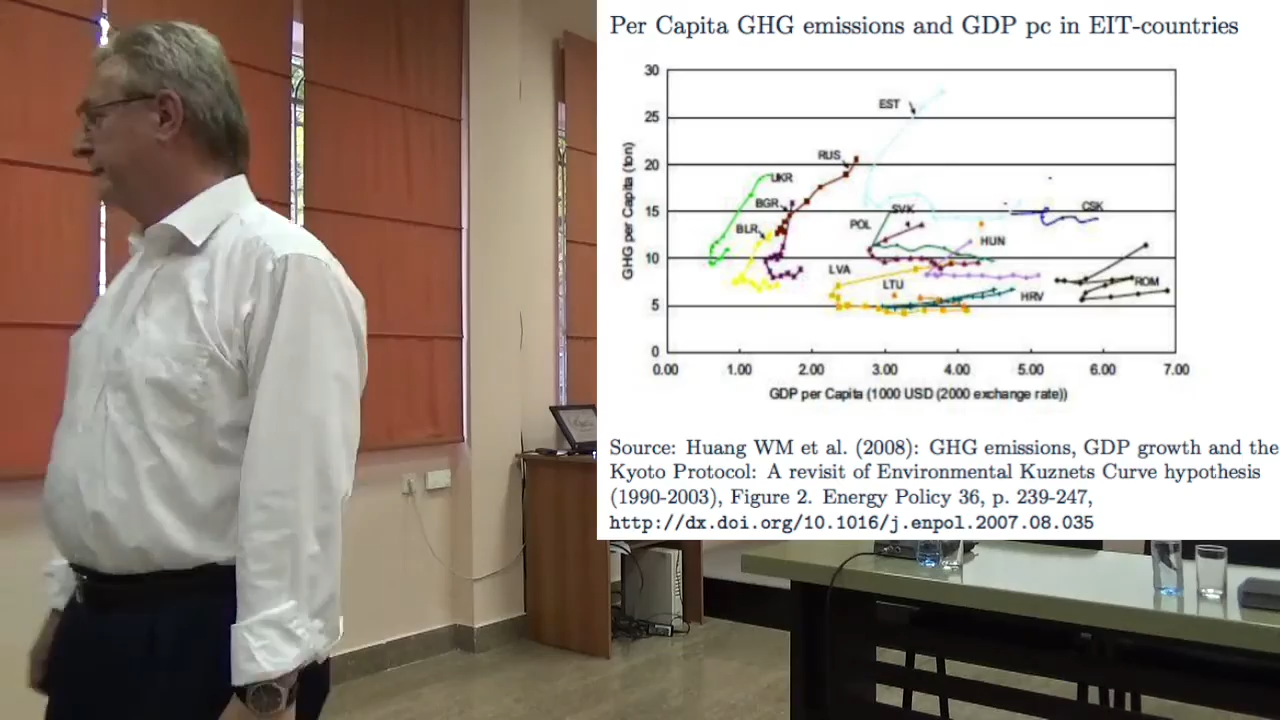 Per Capita GHG emissions and GDP pc in EIT-countries
30
25
20
15
10
5
0
GHG per Capita (ton)
EST
RUS
UKR
BGR
BLR
POL
SVK
CSK
HUN
LVA
LTU
HRV
ROM
0.00 1.00 2.00 3.00 4.00 5.00 6.00 7.00
GDP per Capita (1000 USD (2000 exchange rate))
Source: Huang WM et al. (2008): GHG emissions, GDP growth and the
Kyoto Protocol: A revisit of Environmental Kuznets Curve hypothesis
(1990-2003), Figure 2. Energy Policy 36, p. 239-247,
http://dx.doi.org/10.1016/j.enpol.2007.08.035